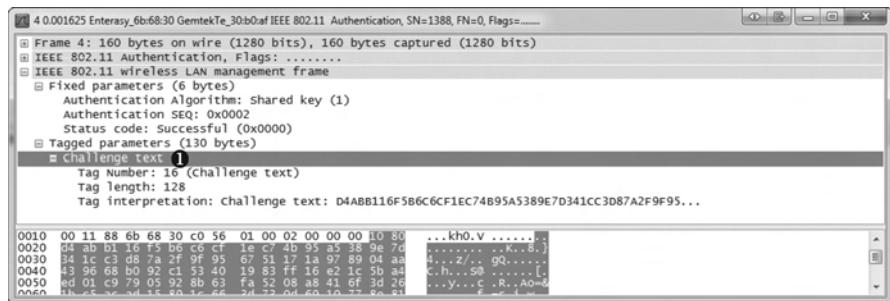 4 0.001625 Enterasy_6b:68:30 GemtekTe_30:b0:af IEEE 802.11 Authentication, SN=1388, FN=0, Flags=........
Frame 4: 160 bytes on wire (1280 bits), 160 bytes captured (1280 bits)
IEEE 802.11 Authentication, Flags: ........
IEEE 802.11 wireless LAN management frame
Fixed parameters (6 bytes)
Authentication Algorithm: Shared key (1)
Authentication SEQ: 0x0002
Status code: Successful (0x0000)
Tagged parameters (130 bytes)
Challenge text 1
Tag Number: 16 (Challenge text)
Tag length: 128
Tag interpretation: Challenge text: D4ABB116F5B6C6CF1EC74B95A5389E7D341CC3D87A2F9F95...
0010 00 11 88 6b 68 30 c0 56 01 00 02 00 00 00 10 80 ...kh0.V ........
0020 d4 ab b1 16 f5 b6 c6 cf 1e c7 4b 95 a5 38 9e 7d ........ ..K..8.}
0030 34 1c c3 d8 7a 2f 9f 95 67 51 17 1a 97 89 04 aa 4...z/.. gQ......
0040 43 96 68 b0 92 c1 53 40 19 83 ff 16 e2 1c 5b a4 C.h...S@ ......[.
0050 ed 01 c9 79 05 92 8b 63 fa 52 08 a8 41 6f 3d 26 ...y...c .R..Ao=&
0060